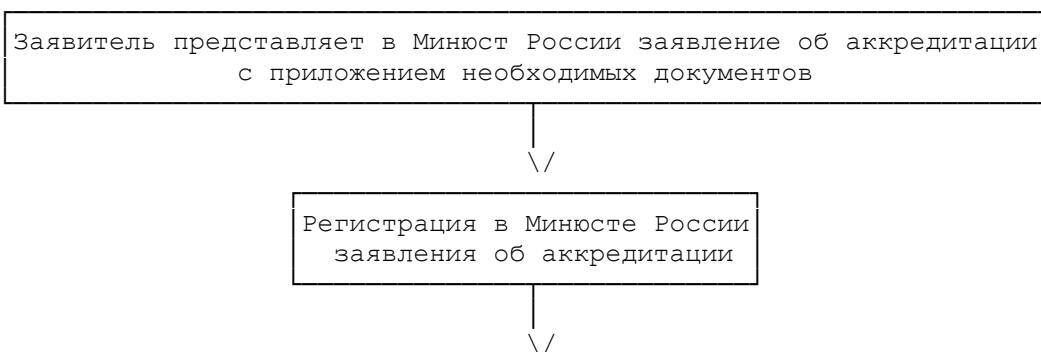 Заявитель представляет в Минюст России заявление об аккредитации
с приложением необходимых документов
\/
Регистрация в Минюсте России
заявления об аккредитации
\/